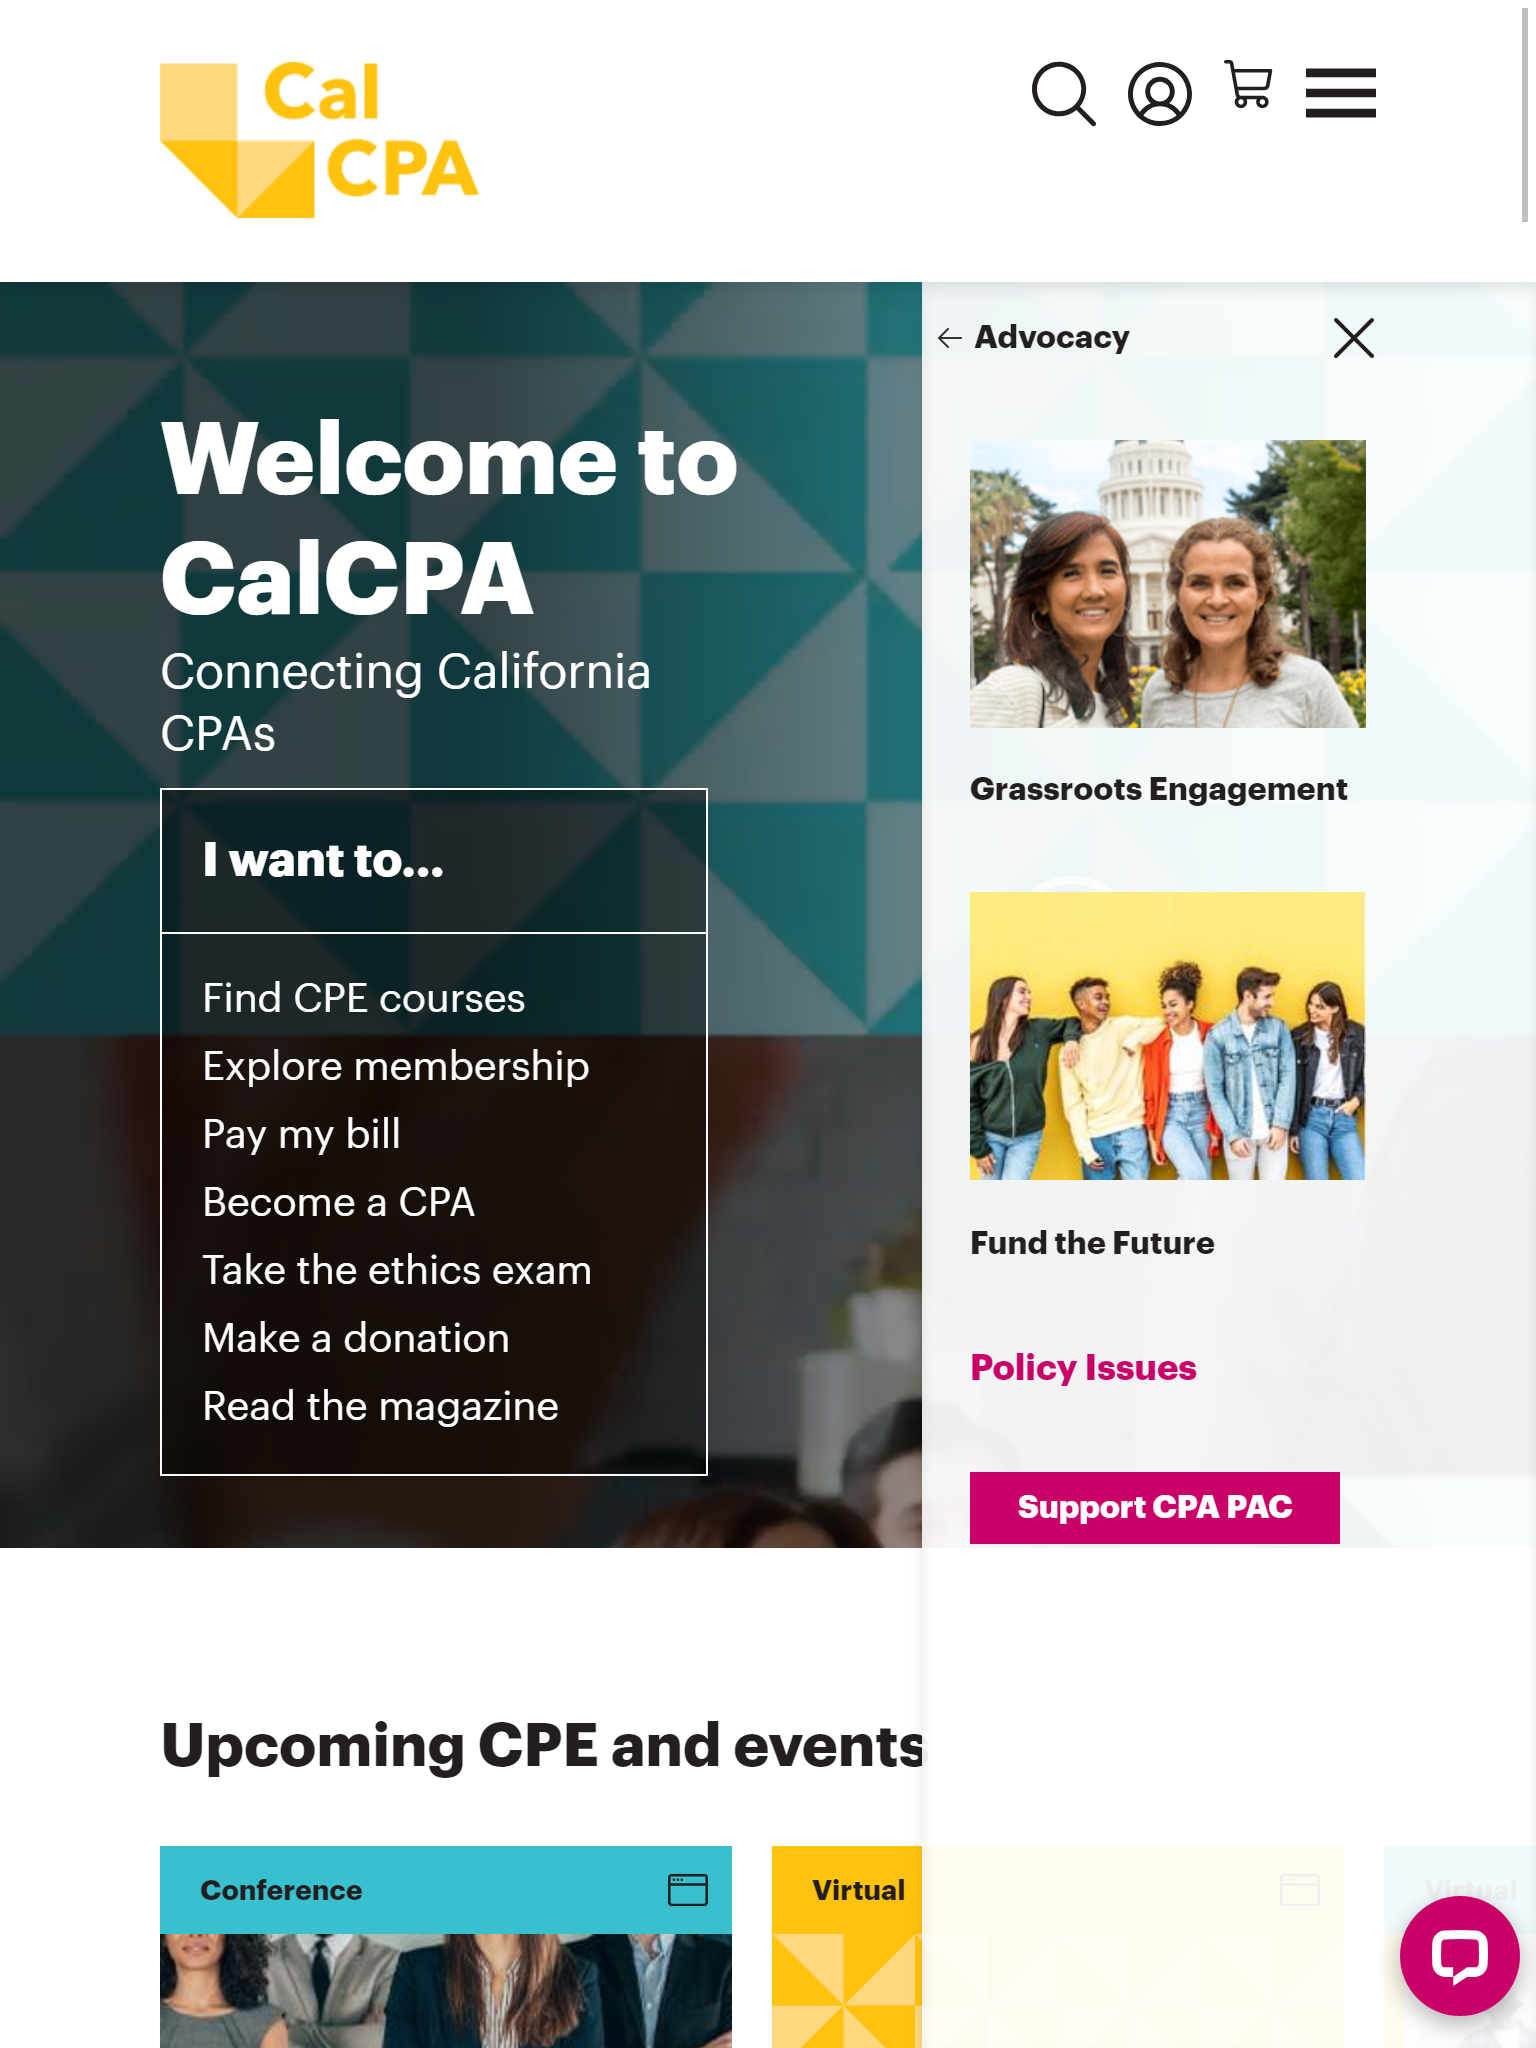 Cal
CPA
Advocacy
Welcome to
CalCPA
Connecting California
CPAs
I want to...
Find CPE courses
Explore membership
Pay my bill
Become a CPA
Take the ethics exam
Make a donation
Read the magazine
Grassroots Engagement
Fund the Future
Policy Issues
Support CPA PAC
Upcoming CPE and events
Conference
Virtual
Virtual